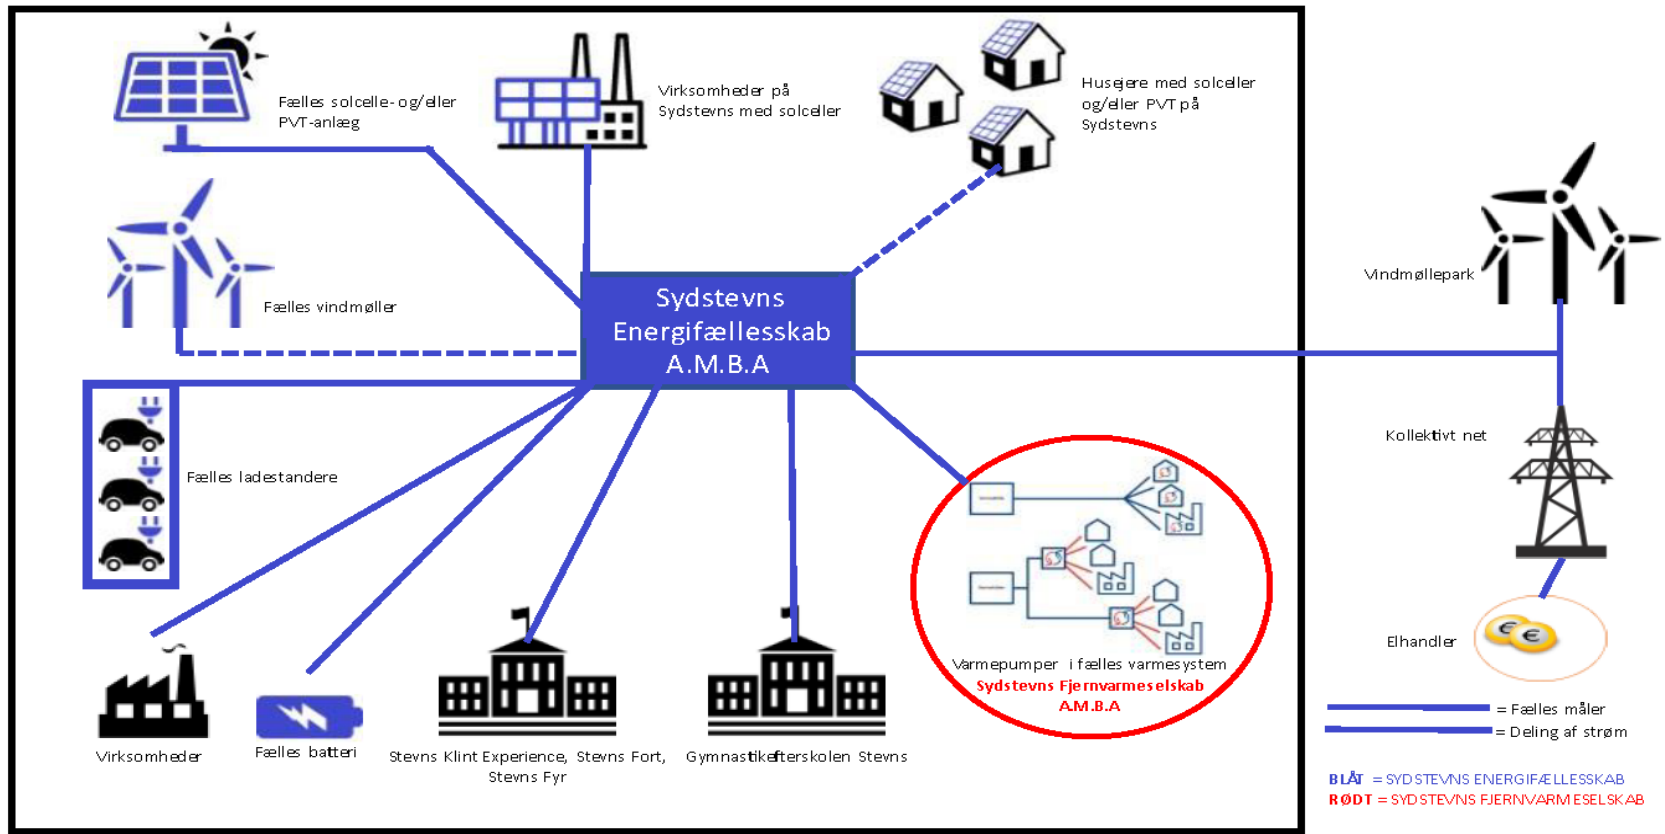 Fælles solcelle- og/eller
PVT-anlæg
Virksomheder på
Sydstevns med solceller
Husejere med solceller
og/eller PVT på
Sydstevns
Fælles vindmøller
Sydstevns
Energifællesskab
A.M.B.A
Vindmøllepark
Kollektivt net
Fælles ladestandere
Elhandler
Varmepumper i fælles varmesystem
Sydstevns Fjernvarmeselskab
A.M.B.A
Virksomheder
Fælles batteri
Stevns Klint Experience, Stevns Fort,
Stevns Fyr
Gymnastikefterskolen Stevns
= Fælles måler
= Deling af strøm
BLÅT = SYDSTEVNS ENERGIFÆLLESSKAB
RØDT = SYDSTEVNS FJERNVARMESELSKAB